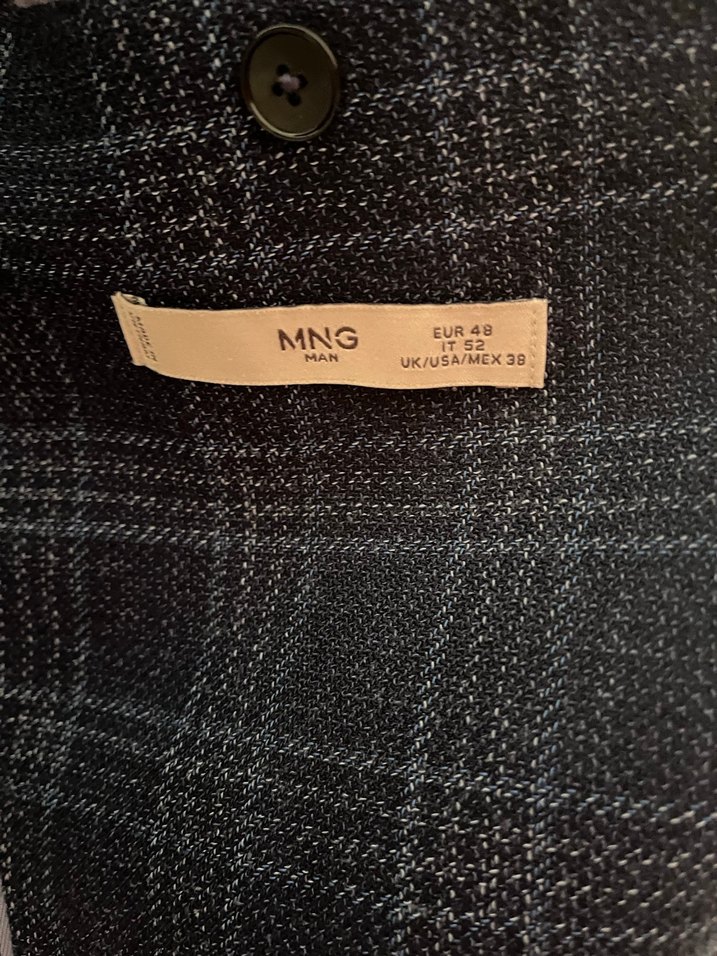 MNG
MAN
EUR 48
IT 52
UK/USA/MEX 38